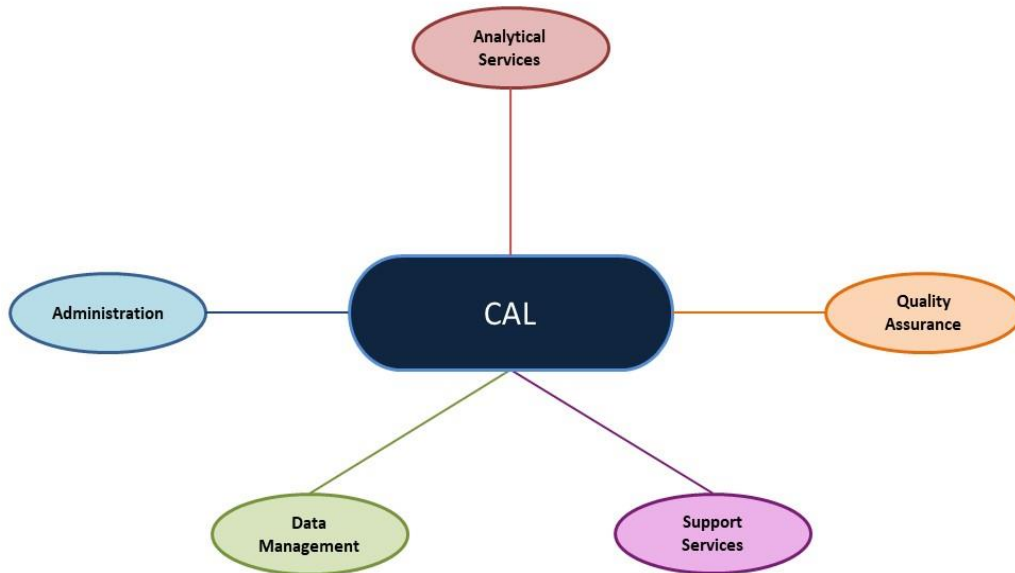 Analytical
Services
Administration
CAL
Quality
Assurance
Data
Management
Support
Services